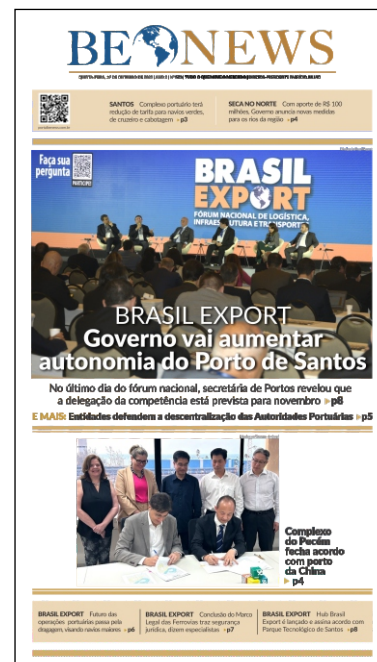 BE NEWS
jornalbenews.com.br
SANTOS Complexo portuário terá
redução de tarifa para navios verdes,
de cruzeiro e cabotagem ▸p3
SECA NO NORTE Com aporte de R$ 100
milhões, Governo anuncia novas medidas
para os rios da região ▸p4
Faça sua
pergunta
PARTICIPE!
BRASIL
EXPORT
FÓRUM NACIONAL DE LOGÍSTICA,
INFRAESTRUTURA E TRANSPORTE
BRASIL EXPORT
Governo vai aumentar
autonomia do Porto de Santos
No último dia do fórum nacional, secretária de Portos revelou que
a delegação da competência está prevista para novembro ▸p8
E MAIS: Entidades defendem a descentralização das Autoridades Portuárias ▸p5
Complexo
do Pecém
fecha acordo
com porto
da China
▸ p4
BRASIL EXPORT Futuro das
operações portuárias passa pela
dragagem, visando navios maiores ▸p6
BRASIL EXPORT Conclusão do Marco
Legal das Ferrovias traz segurança
jurídica, dizem especialistas ▸p7
BRASIL EXPORT Hub Brasil
Export é lançado e assina acordo com
Parque Tecnológico de Santos ▸p8